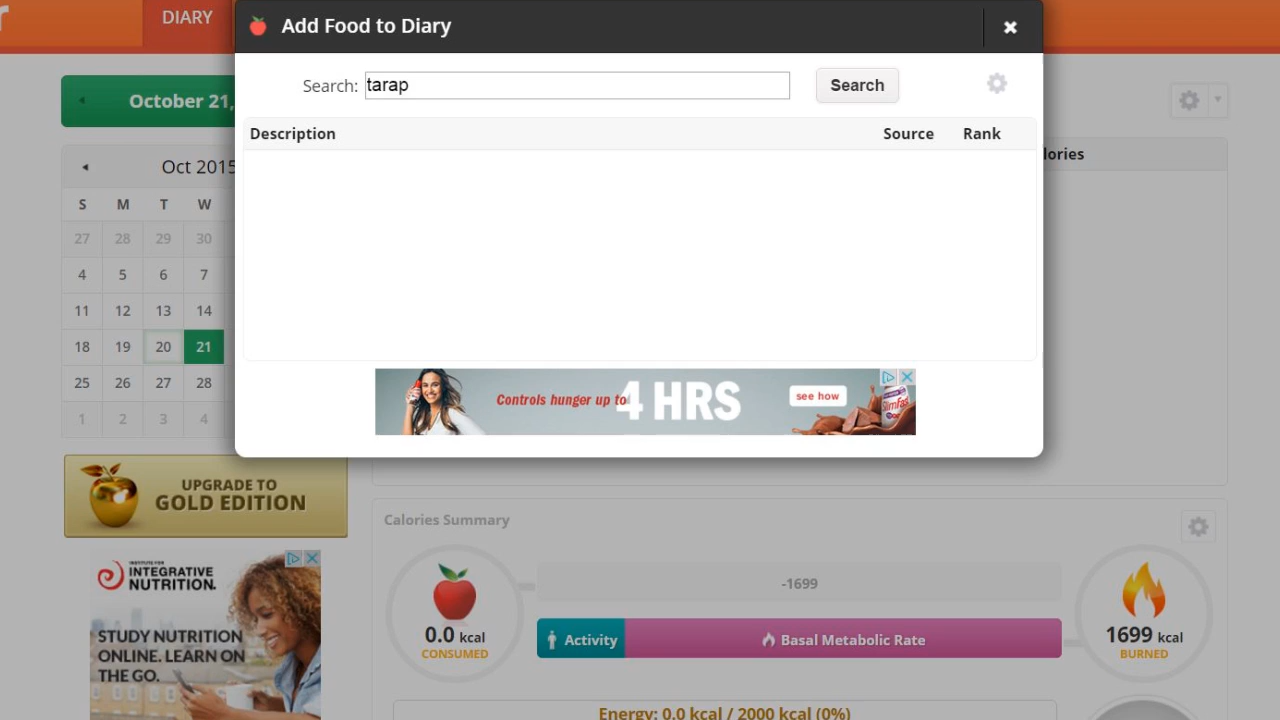 DIARY
Add Food to Diary
Search: tarap
Search
Description Source Rank
October 21,
Oct 2015
S M T W
27 28 29 30
4 5 6 7
11 12 13 14
18 19 20 21
25 26 27 28
1 2 3 4
lories
Controls hunger up to 4 HRS
see how
SlimFast
UPGRADE TO
GOLD EDITION
INSTITUTE FOR
INTEGRATIVE
NUTRITION.
STUDY NUTRITION
ONLINE. LEARN ON
THE GO.
Calories Summary
0.0 kcal
CONSUMED
-1699
Activity
Basal Metabolic Rate
1699 kcal
BURNED
Energy: 0.0 kcal / 2000 kcal (0%)